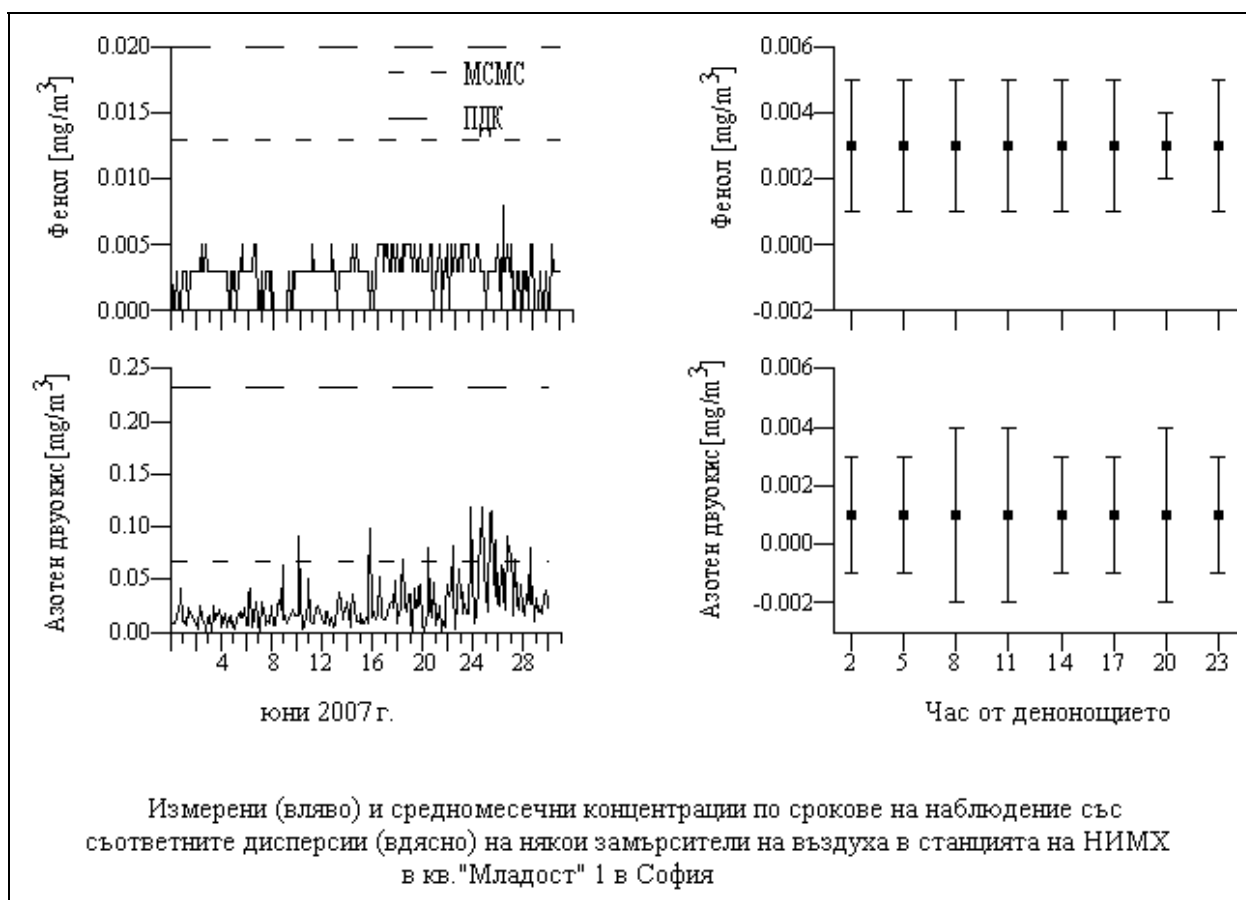 Фенол [mg/m³]
0.020
0.015
0.010
0.005
0.000
МСМС
ПДК
Фенол [mg/m³]
0.006
0.004
0.002
0.000
-0.002
Азотен двуокис [mg/m³]
0.25
0.20
0.15
0.10
0.05
0.00
4 8 12 16 20 24 28
юни 2007 г.
Азотен двуокис [mg/m³]
0.006
0.004
0.002
0.000
-0.002
2 5 8 11 14 17 20 23
Час от денонощието
Измерени (вляво) и средномесечни концентрации по срокове на наблюдение със
съответните дисперсии (вдясно) на някои замърсители на въздуха в станцията на НИМХ
в кв."Младост" 1 в София